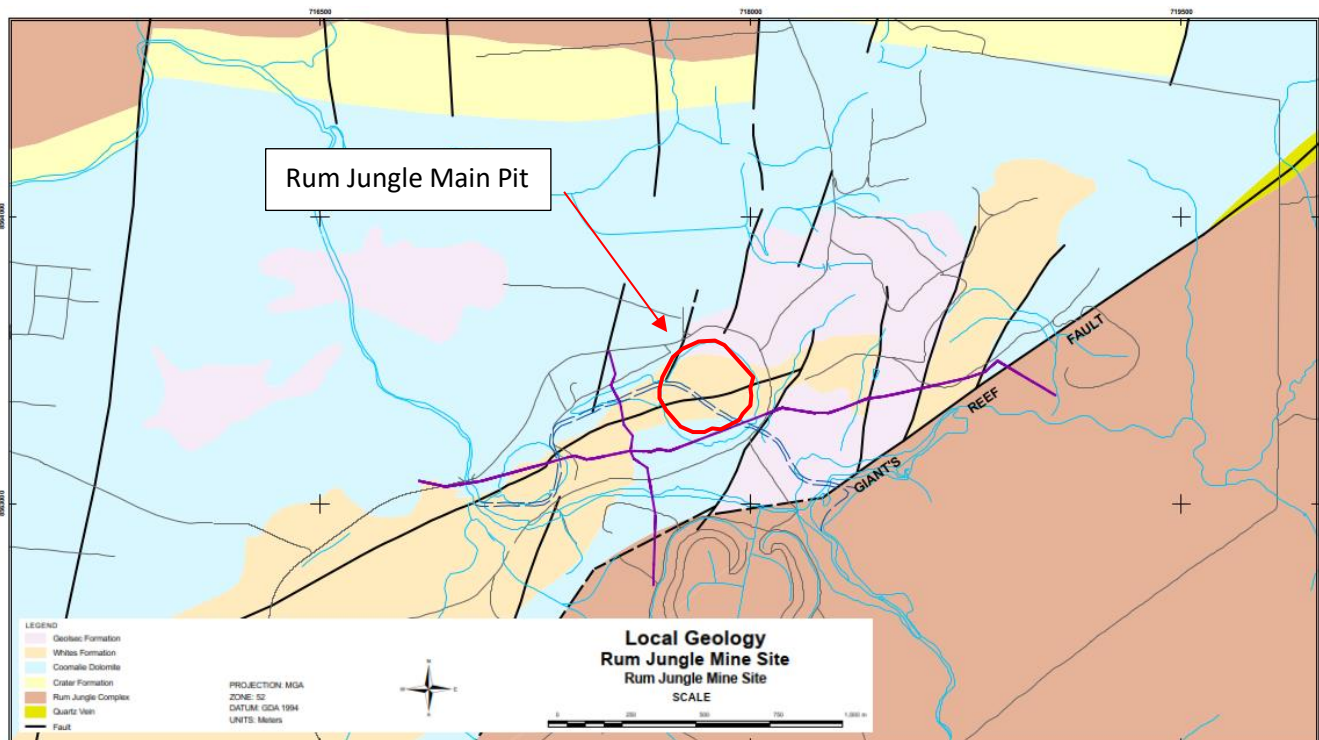 716500
718000
719500
8564000
Rum Jungle Main Pit
FAULT
REEF
GIANT'S
LEGEND
Geolsec Formation
Whites Formation
Coomalie Dolomite
Crater Formation
Rum Jungle Complex
Quartz Vein
Fault
PROJECTION: MGA
ZONE: 52
DATUM: GDA 1994
UNITS: Meters
N
W
E
S
Local Geology
Rum Jungle Mine Site
Rum Jungle Mine Site
SCALE
0 250 500 750 1,000 m